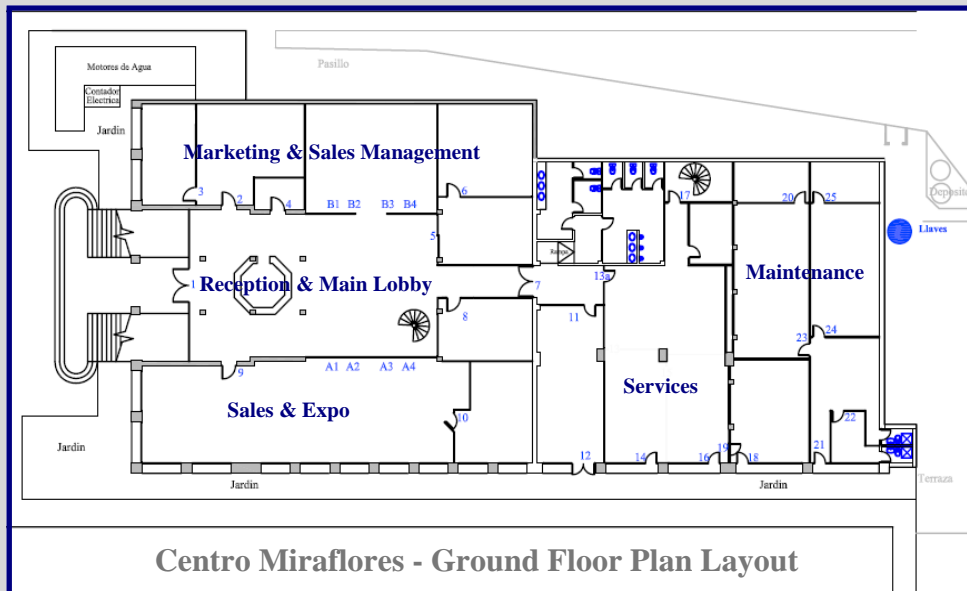 Motores de Agua
Pasillo
Contador
Electrica
Jardin
Marketing & Sales Management
3
2
4
B1 B2 B3 B4
6
17
20
25
Deposito
Llaves
5
Rampa
1
Reception & Main Lobby
7
13a
Maintenance
8
11
23
24
9
A1 A2 A3 A4
Services
Sales & Expo
10
22
Jardin
12
14
16
19
18
21
Jardin
Jardin
Terraza
Centro Miraflores - Ground Floor Plan Layout